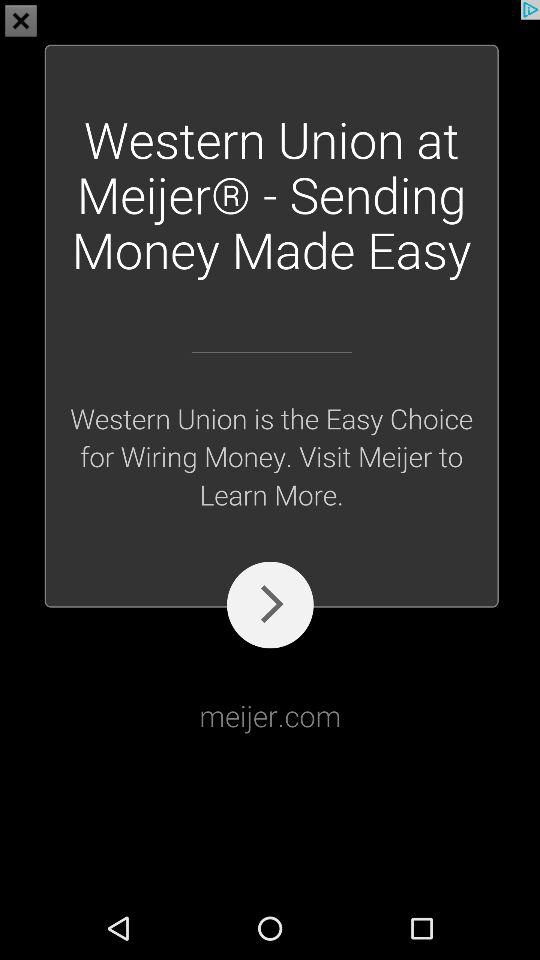 Western Union at
Meijer® - Sending
Money Made Easy
Western Union is the Easy Choice
for Wiring Money. Visit Meijer to
Learn More.
meijer.com